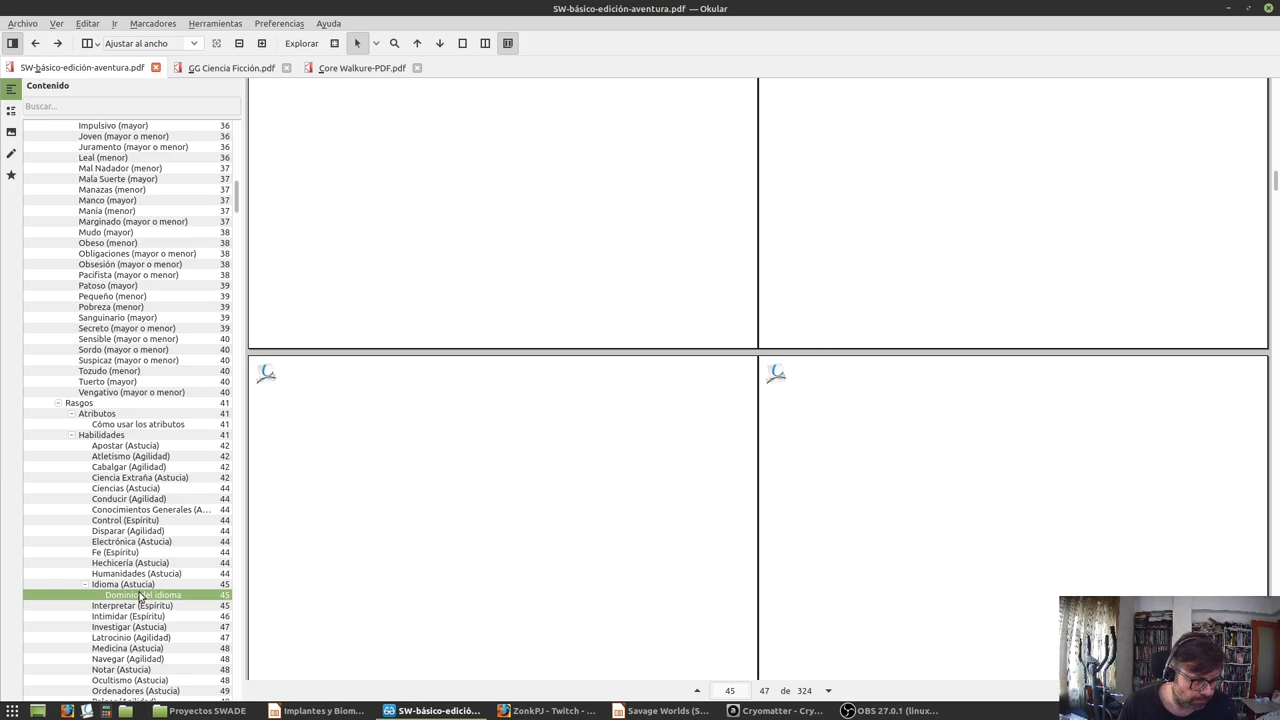 SW-básico-edición-aventura.pdf — Okular
Archivo Ver Editar Ir Marcadores Herramientas Preferencias Ayuda
Ajustar al ancho Explorar
SW-básico-edición-aventura.pdf GG Ciencia Ficción.pdf Core Walkure-PDF.pdf
Contenido
Buscar...
Impulsivo (mayor) 36
Joven (mayor o menor) 36
Juramento (mayor o menor) 36
Leal (menor) 36
Mal Nadador (menor) 37
Mala Suerte (mayor) 37
Manazas (menor) 37
Manco (mayor) 37
Manía (menor) 37
Marginado (mayor o menor) 37
Mudo (mayor) 38
Obeso (menor) 38
Obligaciones (mayor o menor) 38
Obsesión (mayor o menor) 38
Pacifista (mayor o menor) 38
Patoso (mayor) 39
Pequeño (menor) 39
Pobreza (menor) 39
Sanguinario (mayor) 39
Secreto (mayor o menor) 39
Sensible (mayor o menor) 40
Sordo (mayor o menor) 40
Suspicaz (mayor o menor) 40
Tozudo (menor) 40
Tuerto (mayor) 40
Vengativo (mayor o menor) 40
Rasgos 41
Atributos 41
Cómo usar los atributos 41
Habilidades 41
Apostar (Astucia) 42
Atletismo (Agilidad) 42
Cabalgar (Agilidad) 42
Ciencia Extraña (Astucia) 42
Ciencias (Astucia) 44
Conducir (Agilidad) 44
Conocimientos Generales (A... 44
Control (Espíritu) 44
Disparar (Agilidad) 44
Electrónica (Astucia) 44
Fe (Espíritu) 44
Hechicería (Astucia) 44
Humanidades (Astucia) 44
Idioma (Astucia) 45
Dominio del idioma 45
Interpretar (Espíritu) 45
Intimidar (Espíritu) 46
Investigar (Astucia) 47
Latrocinio (Agilidad) 47
Medicina (Astucia) 48
Navegar (Agilidad) 48
Notar (Astucia) 48
Ocultismo (Astucia) 48
Ordenadores (Astucia) 49
45 47 de 324
Proyectos SWADE Implantes y Biom... SW-básico-edició... ZonkPJ - Twitch - ... Savage Worlds (S... Cryomatter - Cry... OBS 27.0.1 (linux...